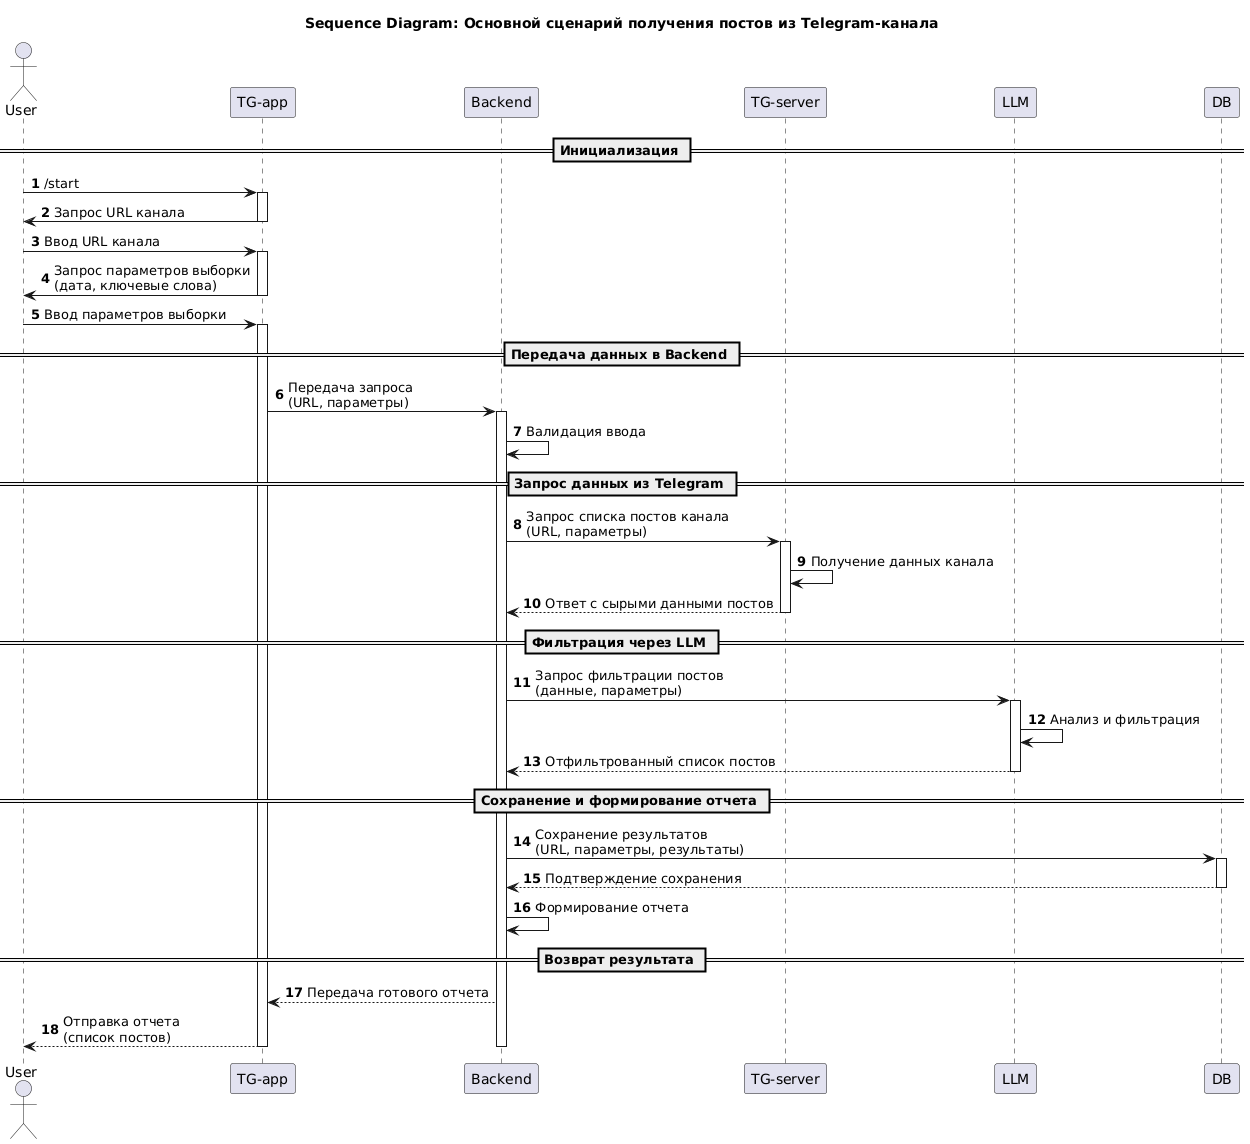 Sequence Diagram: Основной сценарий получения постов из Telegram-канала
User
TG-app
Backend
TG-server
LLM
DB
Инициализация
1 /start
2 Запрос URL канала
3 Ввод URL канала
4 Запрос параметров выборки
(дата, ключевые слова)
5 Ввод параметров выборки
Передача данных в Backend
6 Передача запроса
(URL, параметры)
7 Валидация ввода
Запрос данных из Telegram
8 Запрос списка постов канала
(URL, параметры)
9 Получение данных канала
10 Ответ с сырыми данными постов
Фильтрация через LLM
11 Запрос фильтрации постов
(данные, параметры)
12 Анализ и фильтрация
13 Отфильтрованный список постов
Сохранение и формирование отчета
14 Сохранение результатов
(URL, параметры, результаты)
15 Подтверждение сохранения
16 Формирование отчета
Возврат результата
17 Передача готового отчета
18 Отправка отчета
(список постов)
User
TG-app
Backend
TG-server
LLM
DB